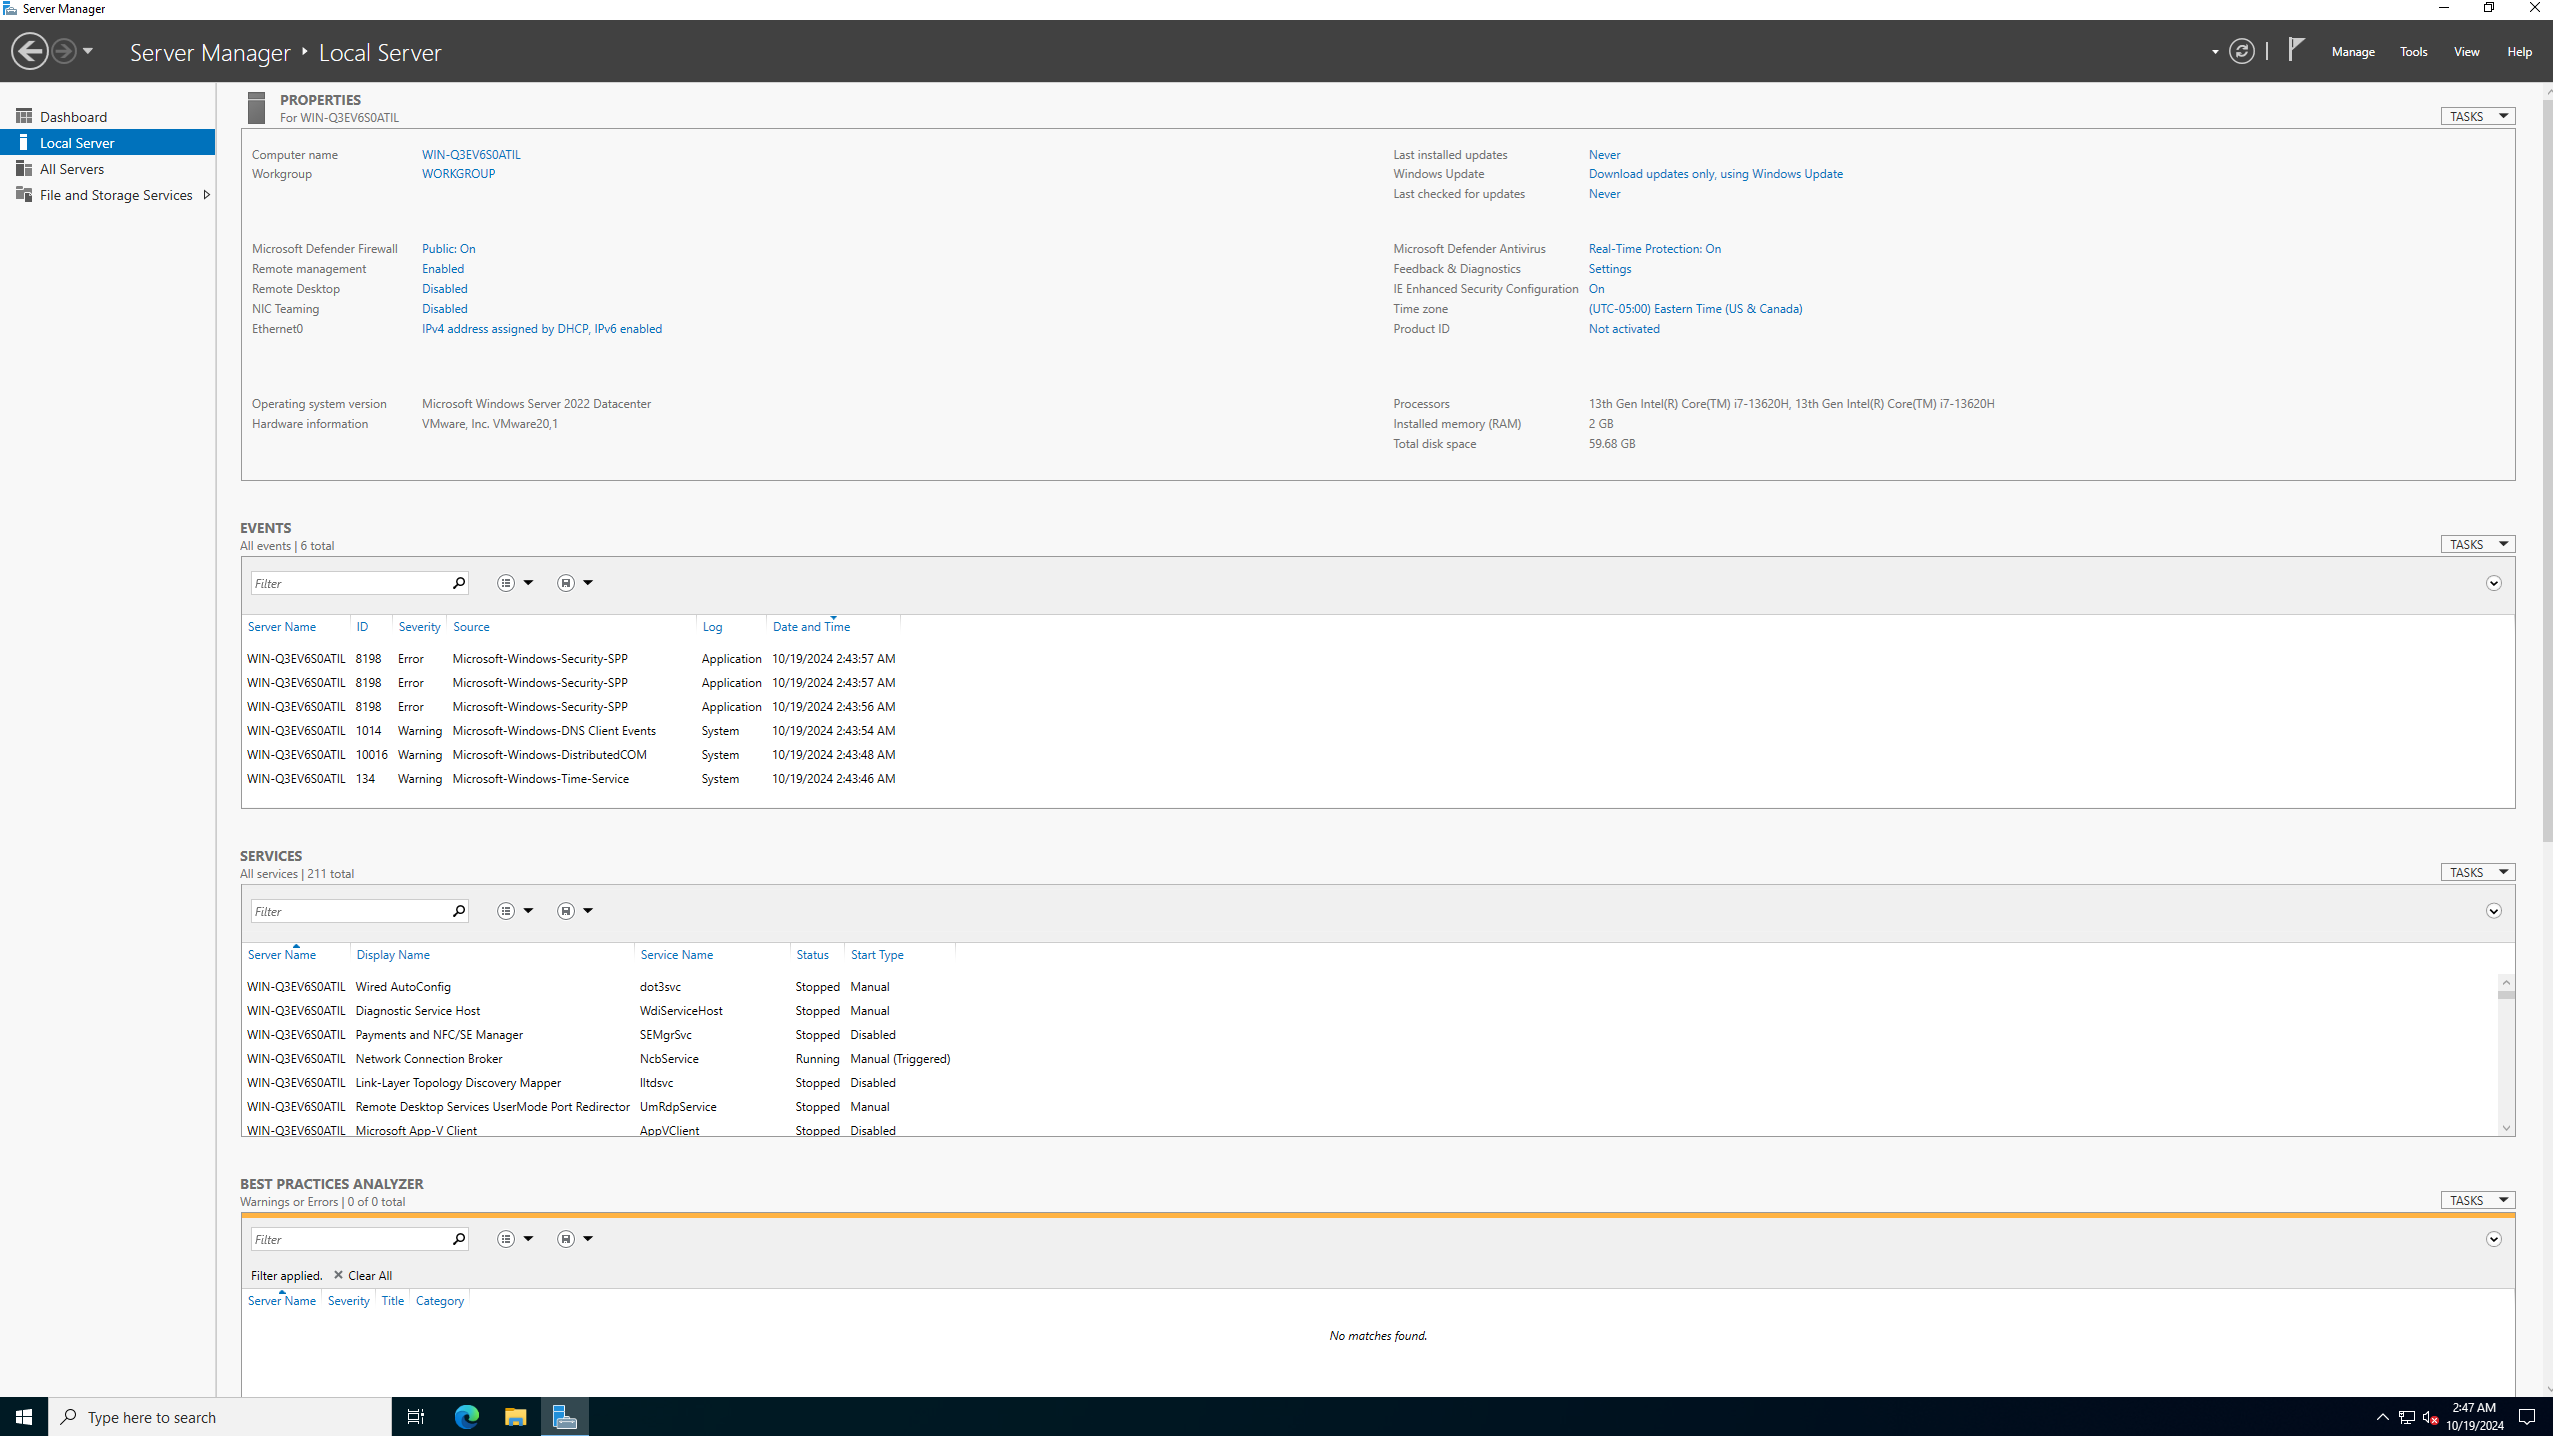 Server Manager
Server Manager ‣ Local Server
Manage Tools View Help
Dashboard
Local Server
All Servers
File and Storage Services
PROPERTIES
For WIN-Q3EV6S0ATIL
TASKS
Computer name WIN-Q3EV6S0ATIL
Workgroup WORKGROUP
Last installed updates Never
Windows Update Download updates only, using Windows Update
Last checked for updates Never
Microsoft Defender Firewall Public: On
Remote management Enabled
Remote Desktop Disabled
NIC Teaming Disabled
Ethernet0 IPv4 address assigned by DHCP, IPv6 enabled
Microsoft Defender Antivirus Real-Time Protection: On
Feedback & Diagnostics Settings
IE Enhanced Security Configuration On
Time zone (UTC-05:00) Eastern Time (US & Canada)
Product ID Not activated
Operating system version Microsoft Windows Server 2022 Datacenter
Hardware information VMware, Inc. VMware20,1
Processors 13th Gen Intel(R) Core(TM) i7-13620H, 13th Gen Intel(R) Core(TM) i7-13620H
Installed memory (RAM) 2 GB
Total disk space 59.68 GB
EVENTS
All events | 6 total
TASKS
Filter
Server Name ID Severity Source Log Date and Time
WIN-Q3EV6S0ATIL 8198 Error Microsoft-Windows-Security-SPP Application 10/19/2024 2:43:57 AM
WIN-Q3EV6S0ATIL 8198 Error Microsoft-Windows-Security-SPP Application 10/19/2024 2:43:57 AM
WIN-Q3EV6S0ATIL 8198 Error Microsoft-Windows-Security-SPP Application 10/19/2024 2:43:56 AM
WIN-Q3EV6S0ATIL 1014 Warning Microsoft-Windows-DNS Client Events System 10/19/2024 2:43:54 AM
WIN-Q3EV6S0ATIL 10016 Warning Microsoft-Windows-DistributedCOM System 10/19/2024 2:43:48 AM
WIN-Q3EV6S0ATIL 134 Warning Microsoft-Windows-Time-Service System 10/19/2024 2:43:46 AM
SERVICES
All services | 211 total
TASKS
Filter
Server Name Display Name Service Name Status Start Type
WIN-Q3EV6S0ATIL Wired AutoConfig dot3svc Stopped Manual
WIN-Q3EV6S0ATIL Diagnostic Service Host WdiServiceHost Stopped Manual
WIN-Q3EV6S0ATIL Payments and NFC/SE Manager SEMgrSvc Stopped Disabled
WIN-Q3EV6S0ATIL Network Connection Broker NcbService Running Manual (Triggered)
WIN-Q3EV6S0ATIL Link-Layer Topology Discovery Mapper lltdsvc Stopped Disabled
WIN-Q3EV6S0ATIL Remote Desktop Services UserMode Port Redirector UmRdpService Stopped Manual
WIN-Q3EV6S0ATIL Microsoft App-V Client AppVClient Stopped Disabled
BEST PRACTICES ANALYZER
Warnings or Errors | 0 of 0 total
TASKS
Filter
Filter applied. Clear All
Server Name Severity Title Category
No matches found.
Type here to search
2:47 AM
10/19/2024